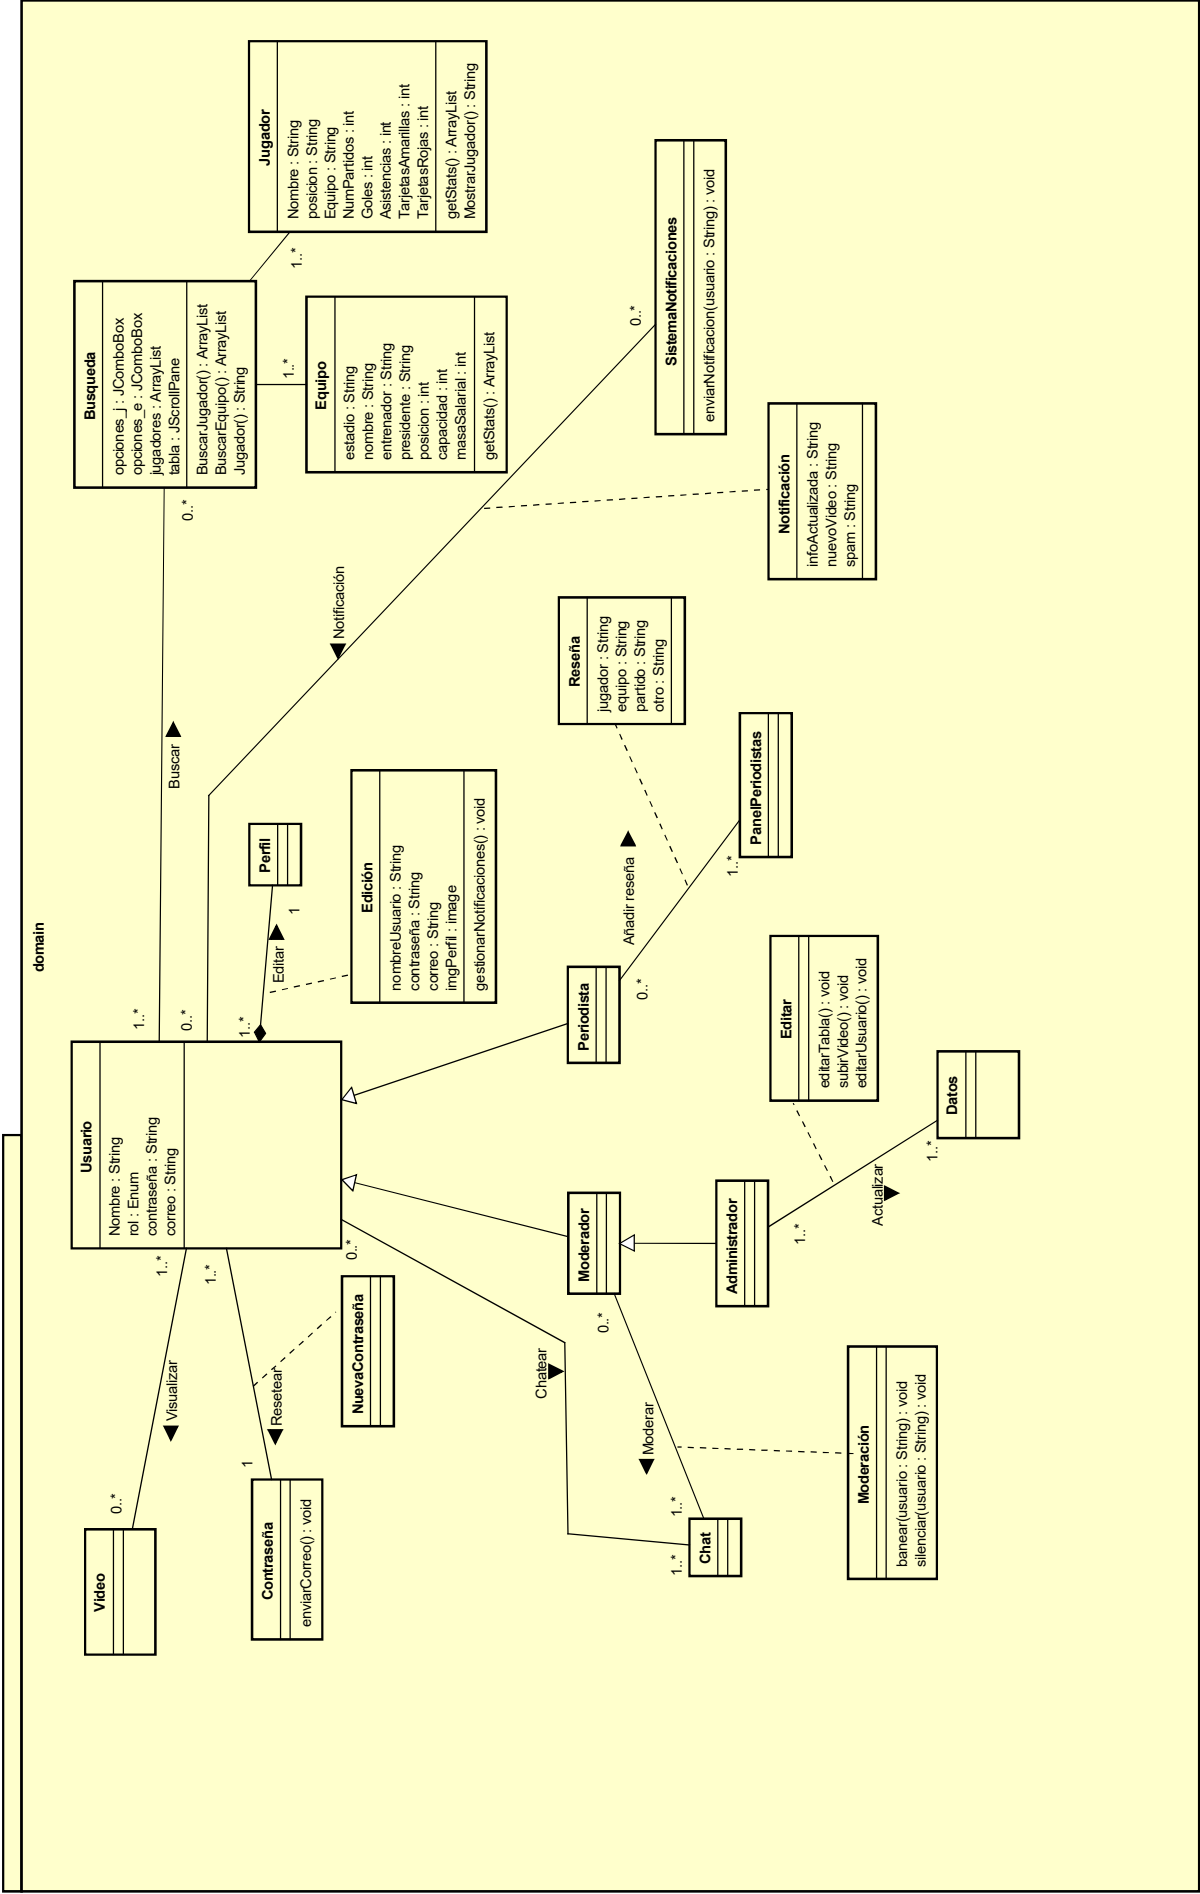 domain
Video
0..*
Visualizar
1..*
Usuario
Nombre : String
rol : Enum
contraseña : String
correo : String
1..*
Buscar
0..*
Busqueda
opciones_j : JComboBox
opciones_e : JComboBox
jugadores : ArrayList
tabla : JScrollPane
BuscarJugador() : ArrayList
BuscarEquipo() : ArrayList
Jugador() : String
1..*
Jugador
Nombre : String
posicion : String
Equipo : String
NumPartidos : int
Goles : int
Asistencias : int
TarjetasAmarillas : int
TarjetasRojas : int
getStats() : ArrayList
MostrarJugador() : String
1..*
Equipo
estadio : String
nombre : String
entrenador : String
presidente : String
posicion : int
capacidad : int
masaSalarial : int
getStats() : ArrayList
Contraseña
enviarCorreo() : void
1
Resetear
1..*
NuevaContraseña
0..*
Notificación
0..*
SistemaNotificaciones
enviarNotificacion(usuario : String) : void
Notificación
infoActualizada : String
nuevoVideo : String
spam : String
1..*
Editar
1
Perfil
Edición
nombreUsuario : String
contraseña : String
correo : String
imgPerfil : image
gestionarNotificaciones() : void
0..*
Chatear
1..*
Chat
1..*
Moderar
0..*
Moderador
Moderación
banear(usuario : String) : void
silenciar(usuario : String) : void
Periodista
0..*
Añadir reseña
1..*
PanelPeriodistas
Reseña
jugador : String
equipo : String
partido : String
otro : String
Administrador
1..*
Actualizar
1..*
Datos
Editar
editarTabla() : void
subirVideo() : void
editarUsuario() : void